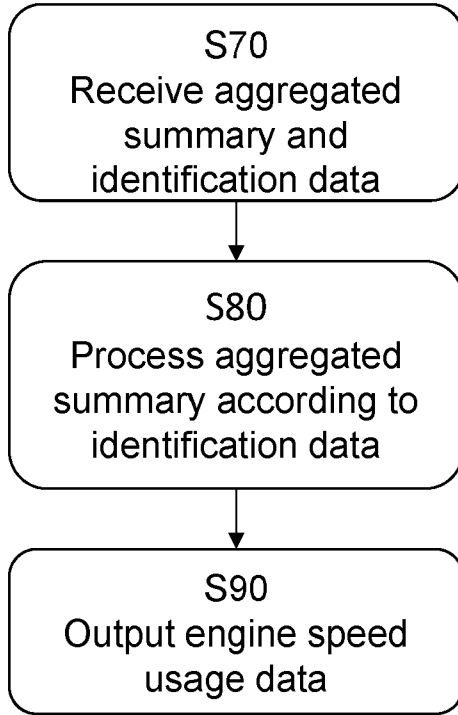 S70
Receive aggregated
summary and
identification data
S80
Process aggregated
summary according to
identification data
S90
Output engine speed
usage data